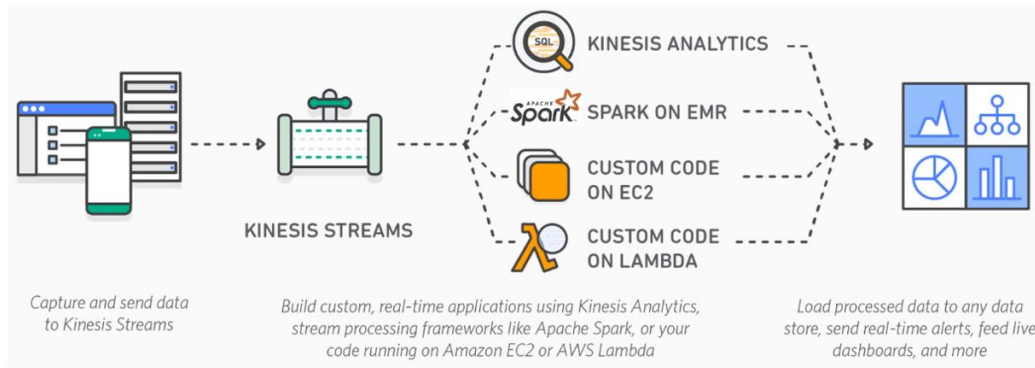 SQL
KINESIS ANALYTICS
APACHE
Spark
SPARK ON EMR
CUSTOM CODE
ON EC2
KINESIS STREAMS
CUSTOM CODE
ON LAMBDA
Capture and send data
to Kinesis Streams
Build custom, real-time applications using Kinesis Analytics,
stream processing frameworks like Apache Spark, or your
code running on Amazon EC2 or AWS Lambda
Load processed data to any data
store, send real-time alerts, feed live
dashboards, and more